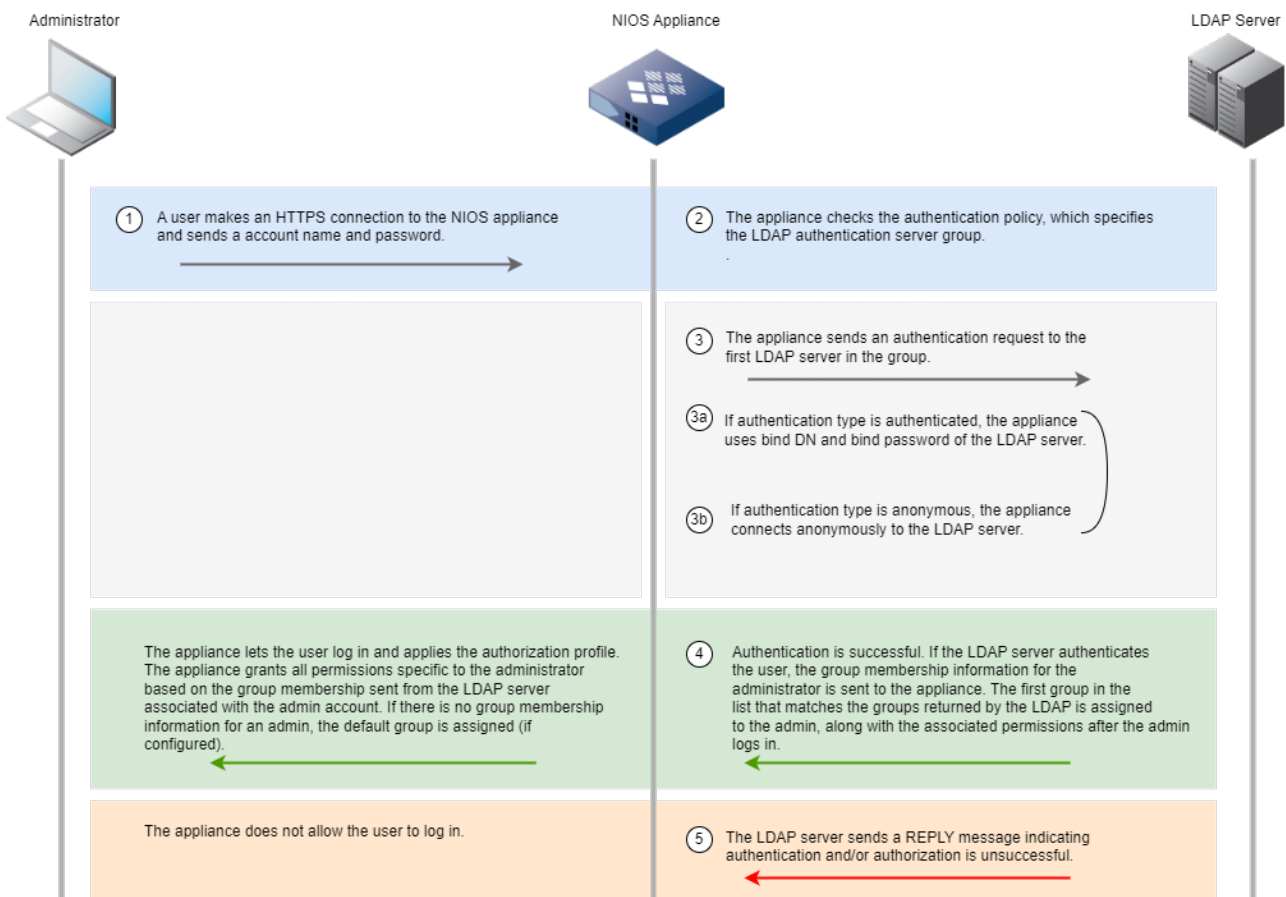 Administrator
NIOS Appliance
LDAP Server
1
A user makes an HTTPS connection to the NIOS appliance
and sends a account name and password.
2
The appliance checks the authentication policy, which specifies
the LDAP authentication server group.
.
3
The appliance sends an authentication request to the
first LDAP server in the group.
3a
If authentication type is authenticated, the appliance
uses bind DN and bind password of the LDAP server.
3b
If authentication type is anonymous, the appliance
connects anonymously to the LDAP server.
The appliance lets the user log in and applies the authorization profile.
The appliance grants all permissions specific to the administrator
based on the group membership sent from the LDAP server
associated with the admin account. If there is no group membership
information for an admin, the default group is assigned (if
configured).
4
Authentication is successful. If the LDAP server authenticates
the user, the group membership information for the
administrator is sent to the appliance. The first group in the
list that matches the groups returned by the LDAP is assigned
to the admin, along with the associated permissions after the admin
logs in.
The appliance does not allow the user to log in.
5
The LDAP server sends a REPLY message indicating
authentication and/or authorization is unsuccessful.